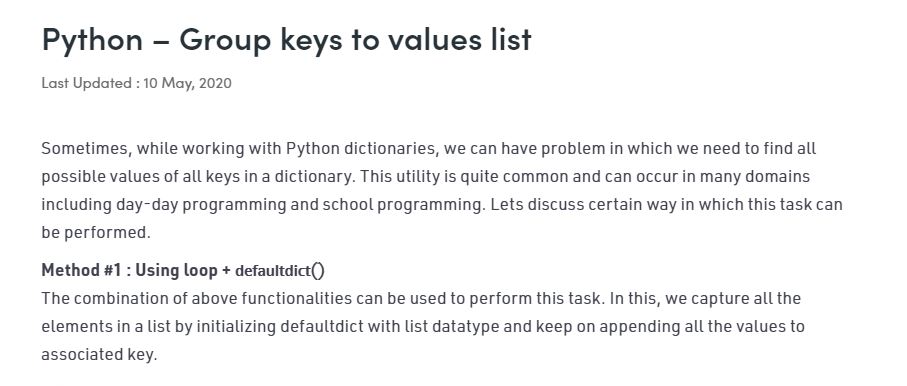 Python – Group keys to values list
Last Updated : 10 May, 2020
Sometimes, while working with Python dictionaries, we can have problem in which we need to find all
possible values of all keys in a dictionary. This utility is quite common and can occur in many domains
including day-day programming and school programming. Lets discuss certain way in which this task can
be performed.
Method #1 : Using loop + defaultdict()
The combination of above functionalities can be used to perform this task. In this, we capture all the
elements in a list by initializing defaultdict with list datatype and keep on appending all the values to
associated key.